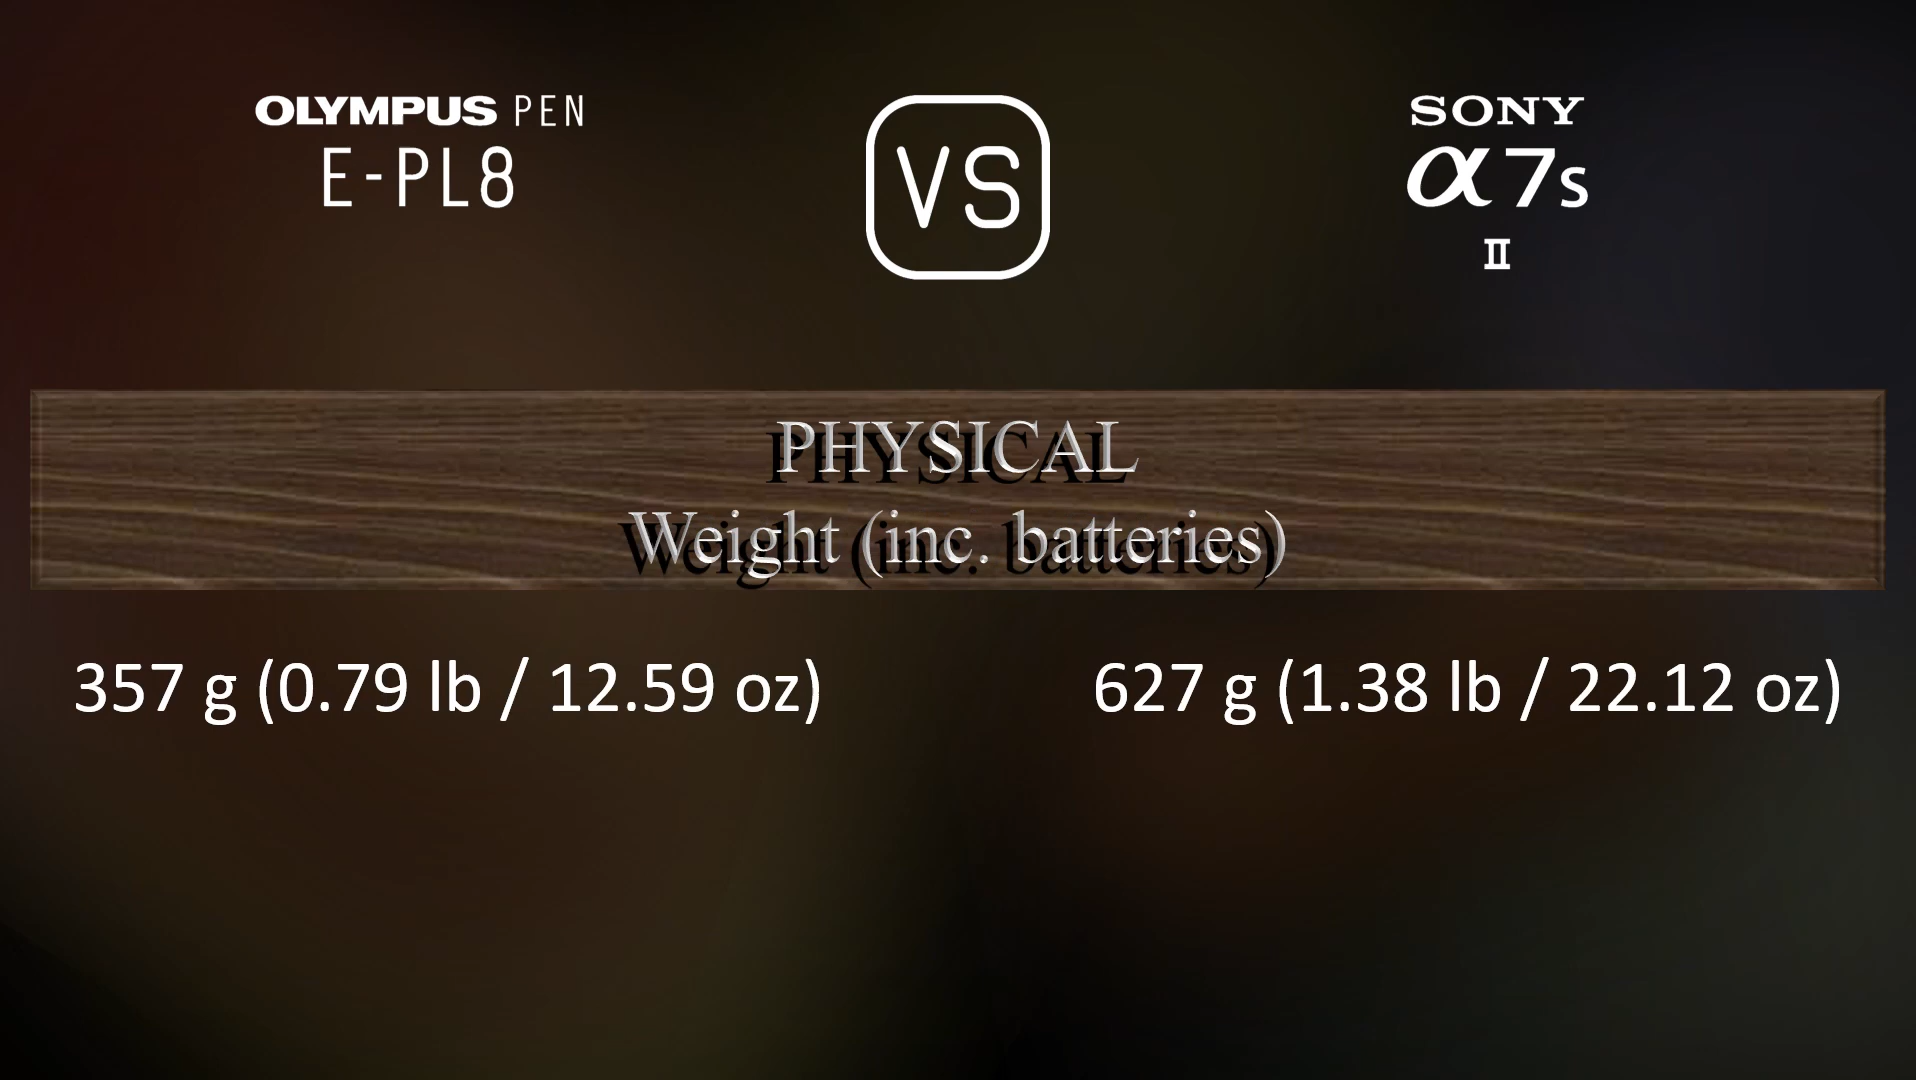 OLYMPUS PEN
E-PL8
VS
SONY
α7s
II
PHYSICAL
Weight (inc. batteries)
357 g (0.79 lb / 12.59 oz)
627 g (1.38 lb / 22.12 oz)